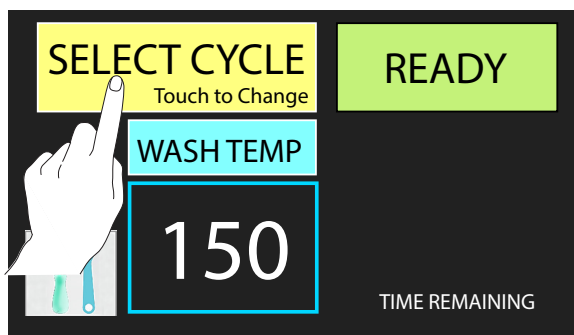 SELECT CYCLE
Touch to Change
READY
WASH TEMP
150
TIME REMAINING